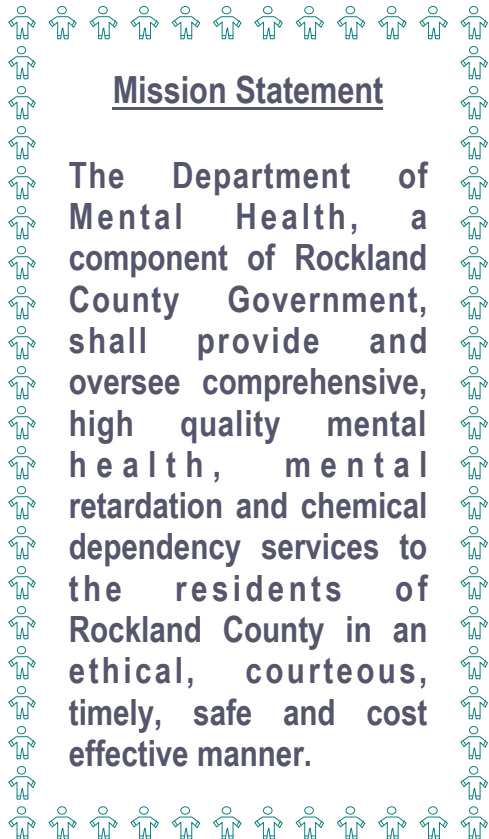 Mission Statement
The Department of
Mental Health, a
component of Rockland
County Government,
shall provide and
oversee comprehensive,
high quality mental
health, mental
retardation and chemical
dependency services to
the residents of
Rockland County in an
ethical, courteous,
timely, safe and cost
effective manner.